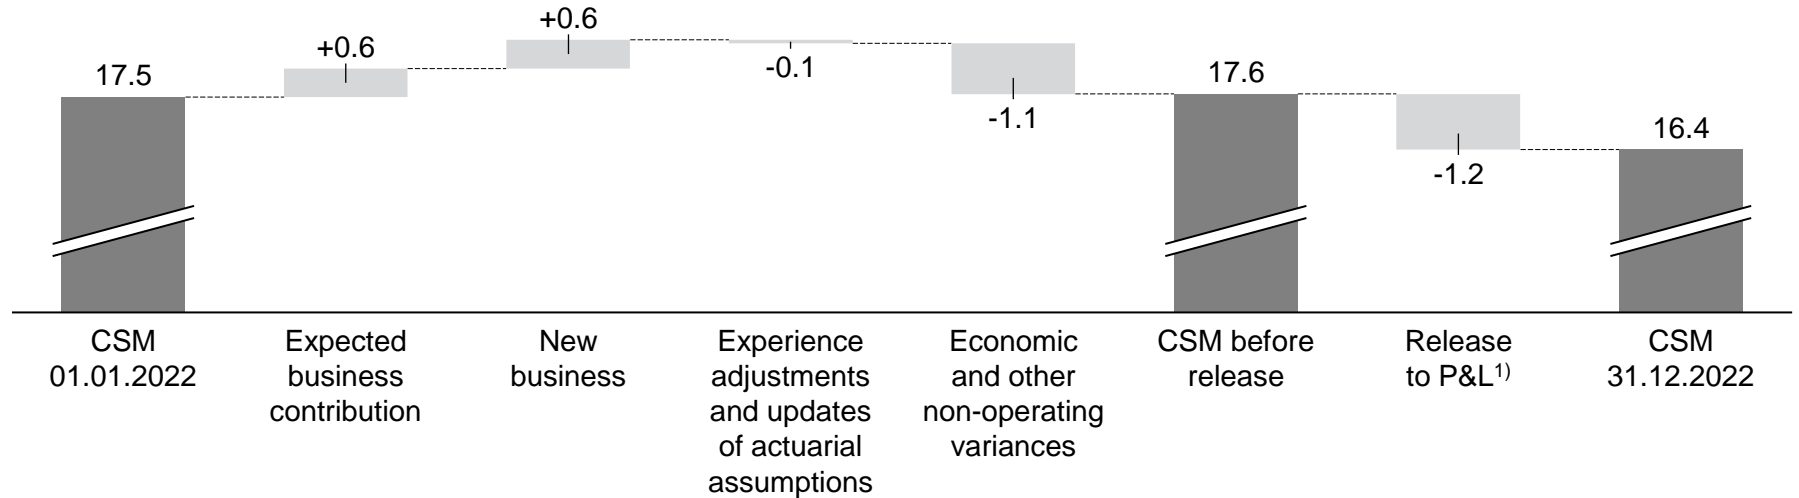 17.5
+0.6
+0.6
-0.1
-1.1
17.6
-1.2
16.4
CSM
01.01.2022
Expected
business
contribution
New
business
Experience
adjustments
and updates
of actuarial
assumptions
Economic
and other
non-operating
variances
CSM before
release
Release
to P&L1)
CSM
31.12.2022